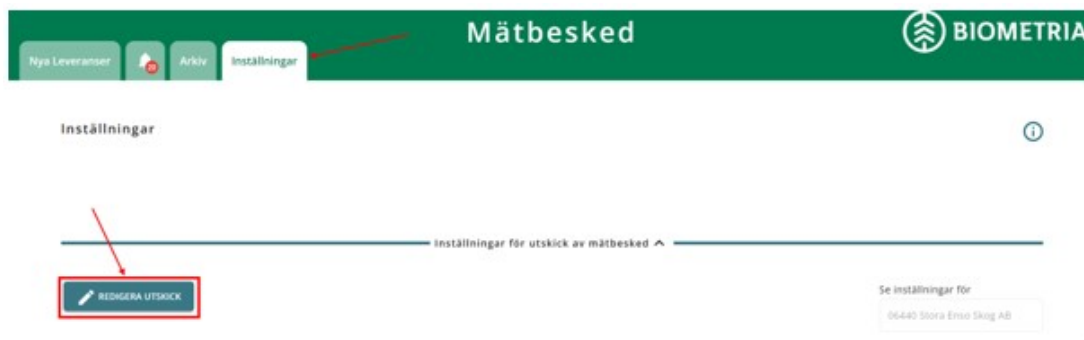 Mätbesked
BIOMETRIA
Nya Leveranser
20
Arkiv
Inställningar
Inställningar
Inställningar för utskick av mätbesked
REDIGERA UTSKICK
Se inställningar för
06440 Stora Enso Skog AB